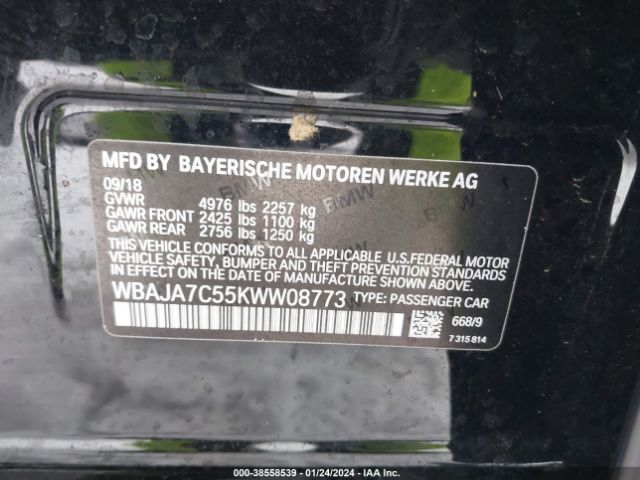 MFD BY BAYERISCHE MOTOREN WERKE AG
09/18
GVWR 4976 lbs 2257 kg
GAWR FRONT 2425 lbs 1100 kg
GAWR REAR 2756 lbs 1250 kg
THIS VEHICLE CONFORMS TO ALL APPLICABLE U.S.FEDERAL MOTOR
VEHICLE SAFETY, BUMPER AND THEFT PREVENTION STANDARDS
IN EFFECT ON THE DATE OF MANUFACTURE SHOWN ABOVE.
WBAJA7C55KWW08773 TYPE: PASSENGER CAR
668/9
7 315 814
000-38558539 - 01/24/2024 - IAA Inc.